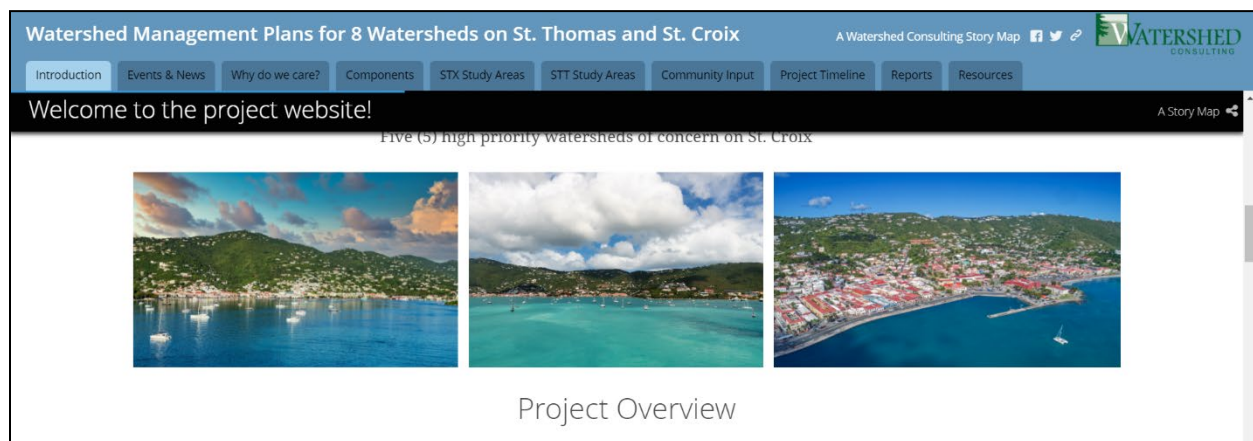 Watershed Management Plans for 8 Watersheds on St. Thomas and St. Croix
A Watershed Consulting Story Map
WATERSHED
CONSULTING
Introduction
Events & News
Why do we care?
Components
STX Study Areas
STT Study Areas
Community Input
Project Timeline
Reports
Resources
Welcome to the project website!
A Story Map
Five (5) high priority watersheds of concern on St. Croix
Project Overview